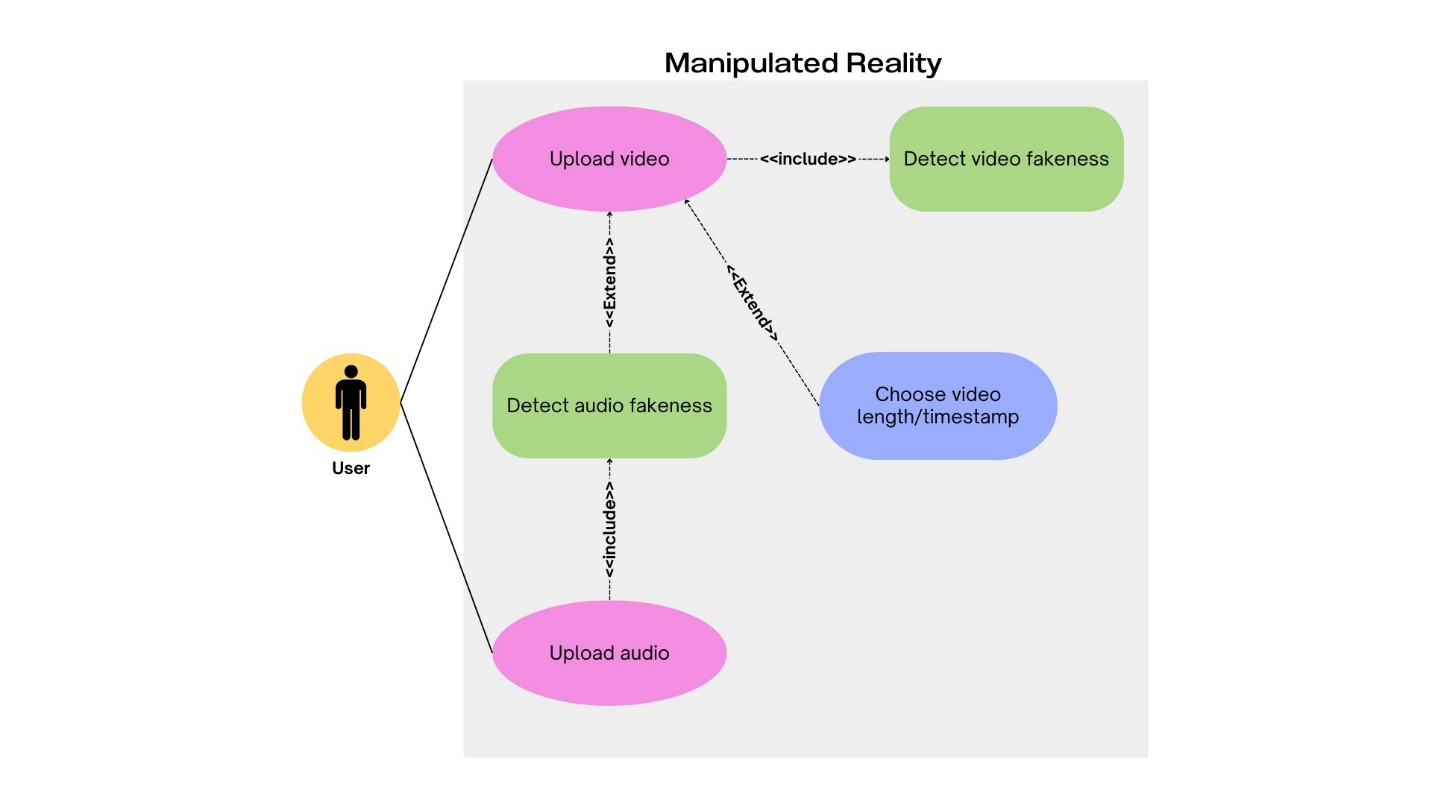 Manipulated Reality
Upload video
<<include>>
Detect video fakeness
<<Extend>>
<<Extend>>
Detect audio fakeness
Choose video
length/timestamp
User
<<include>>
Upload audio